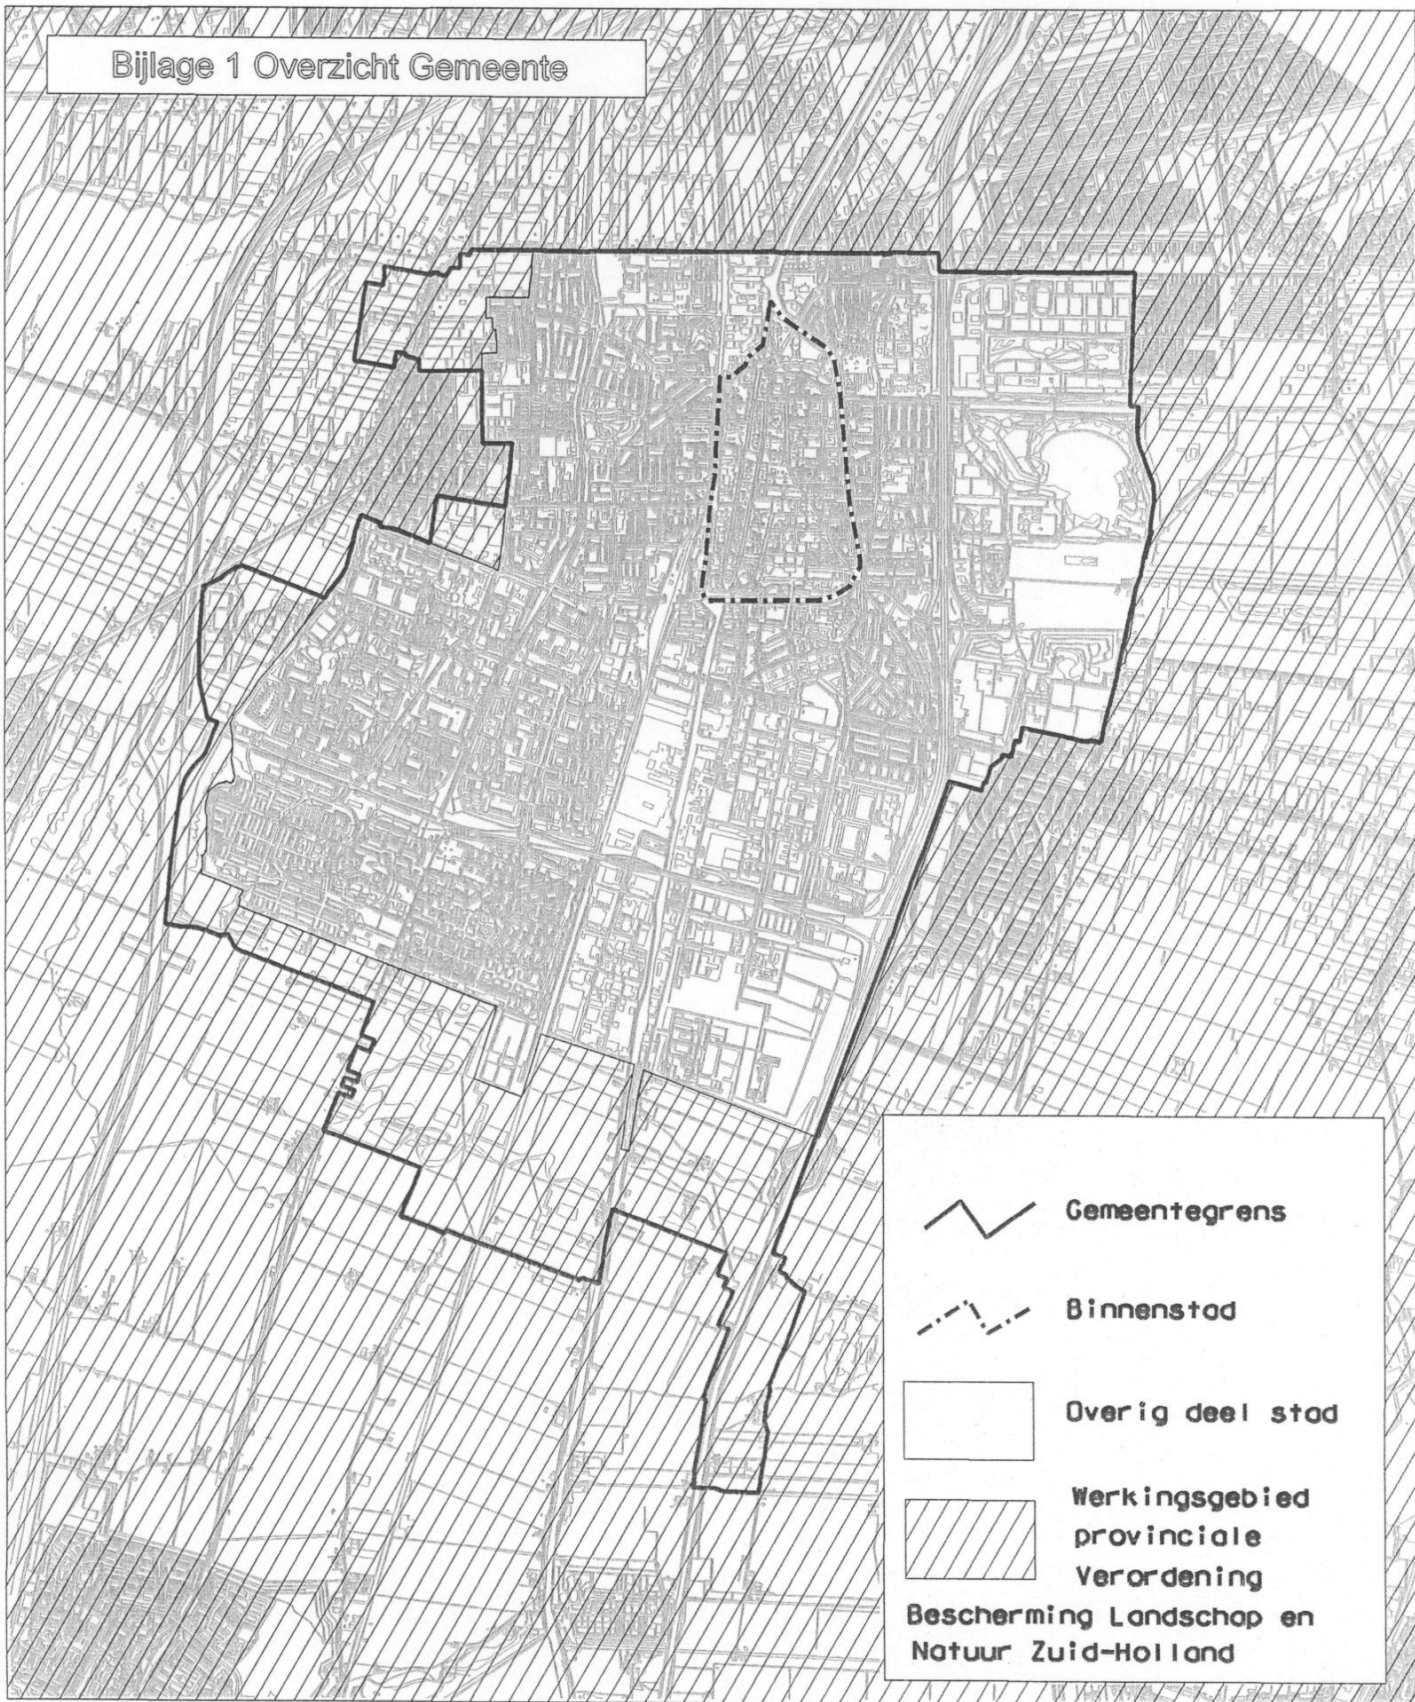 Bijlage 1 Overzicht Gemeente
Gemeentegrens
Binnenstad
Overig deel stad
Werkingsgebied
provinciale
Verordening
Bescherming Landschap en
Natuur Zuid-Holland